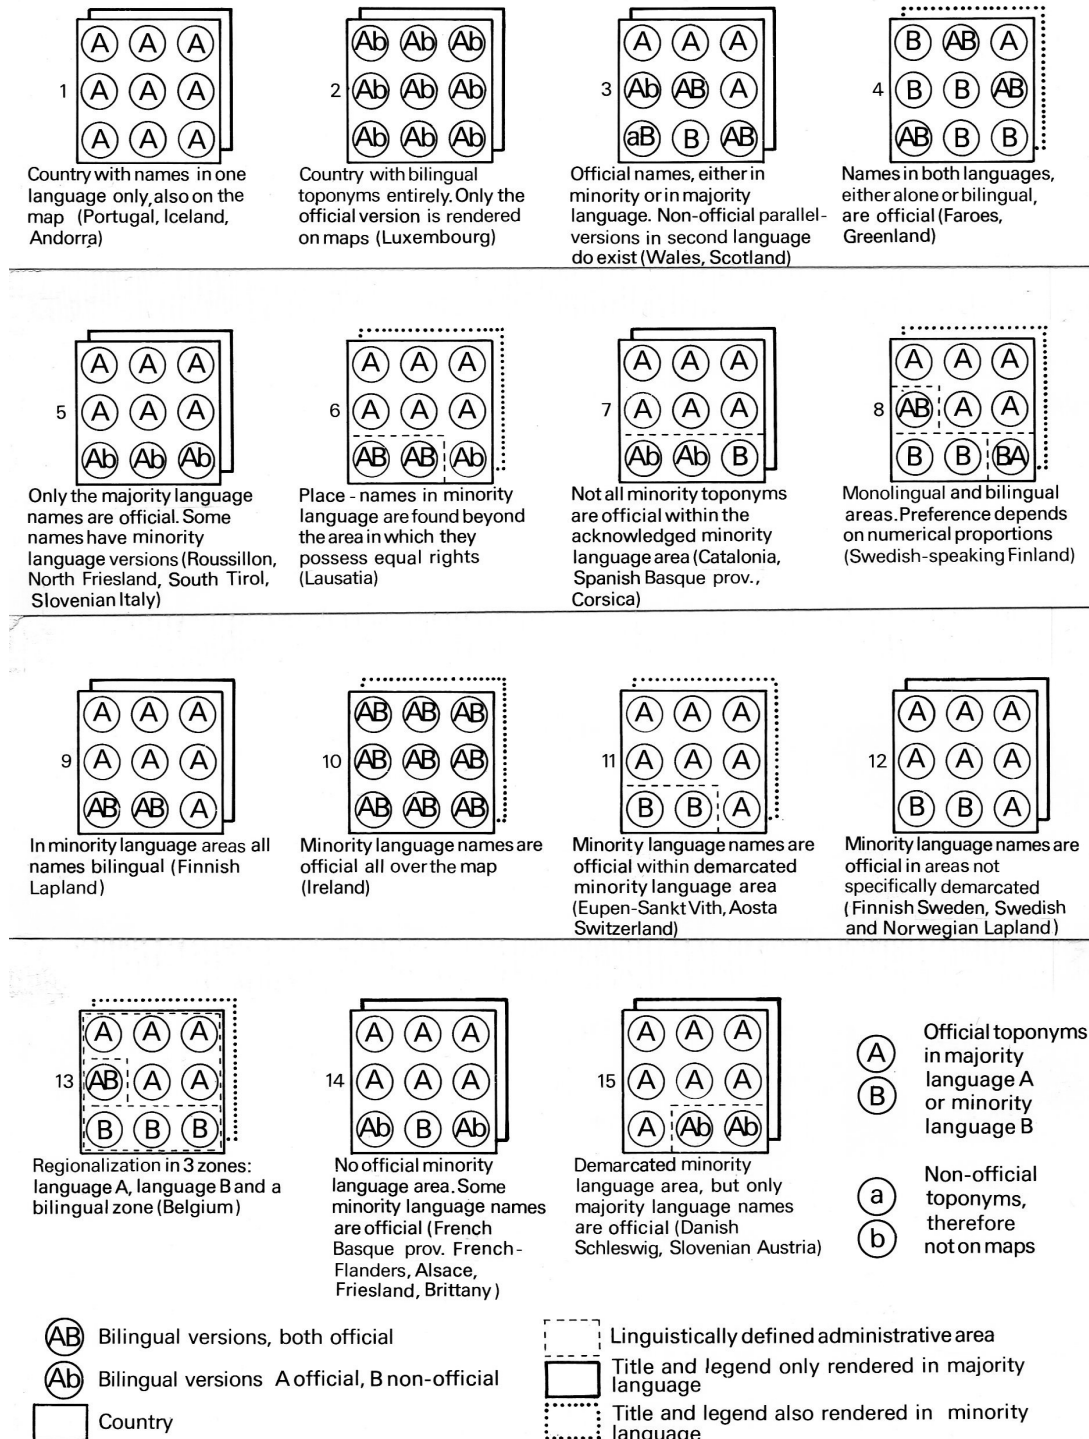 A A A
1 A A A
A A A
Country with names in one
language only, also on the
map (Portugal, Iceland,
Andorra)
Ab Ab Ab
2 Ab Ab Ab
Ab Ab Ab
Country with bilingual
toponyms entirely. Only the
official version is rendered
on maps (Luxembourg)
A A A
3 Ab AB A
aB B AB
Official names, either in
minority or in majority
language. Non-official parallel-
versions in second language
do exist (Wales, Scotland)
B AB A
4 B B AB
AB B B
Names in both languages,
either alone or bilingual,
are official (Faroes,
Greenland)
A A A
5 A A A
Ab Ab Ab
Only the majority language
names are official. Some
names have minority
language versions (Roussillon,
North Friesland, South Tirol,
Slovenian Italy)
A A A
6 A A A
AB AB Ab
Place-names in minority
language are found beyond
the area in which they
possess equal rights
(Lausatia)
A A A
7 A A A
Ab Ab B
Not all minority toponyms
are official within the
acknowledged minority
language area (Catalonia,
Spanish Basque prov.,
Corsica)
A A A
8 AB A A
B B BA
Monolingual and bilingual
areas. Preference depends
on numerical proportions
(Swedish-speaking Finland)
A A A
9 A A A
AB AB A
In minority language areas all
names bilingual (Finnish
Lapland)
AB AB AB
10 AB AB AB
AB AB AB
Minority language names are
official all over the map
(Ireland)
A A A
11 A A A
B B A
Minority language names are
official within demarcated
minority language area
(Eupen-Sankt Vith, Aosta
Switzerland)
A A A
12 A A A
B B A
Minority language names are
official in areas not
specifically demarcated
(Finnish Sweden, Swedish
and Norwegian Lapland)
A A A
13 AB A A
B B B
Regionalization in 3 zones:
language A, language B and a
bilingual zone (Belgium)
A A A
14 A A A
Ab B Ab
No official minority
language area. Some
minority language names
are official (French
Basque prov. French-
Flanders, Alsace,
Friesland, Brittany)
A A A
15 A A A
A Ab Ab
Demarcated minority
language area, but only
majority language names
are official (Danish
Schleswig, Slovenian Austria)
A
B
Official toponyms
in majority
language A
or minority
language B
a
b
Non-official
toponyms,
therefore
not on maps
AB Bilingual versions, both official
Ab Bilingual versions A official, B non-official
Country
Linguistically defined administrative area
Title and legend only rendered in majority
language
Title and legend also rendered in minority
language